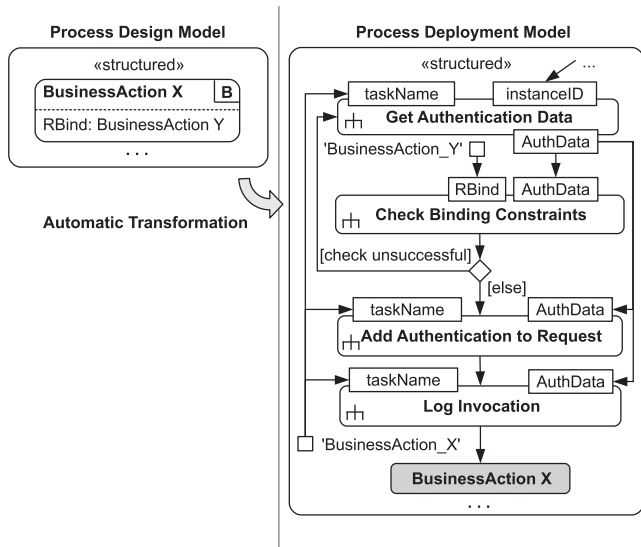 Process Design Model
«structured»
BusinessAction X
B
RBind: BusinessAction Y
...
Automatic Transformation
Process Deployment Model
«structured»
...
taskName
instanceID
Get Authentication Data
'BusinessAction_Y'
AuthData
RBind
AuthData
Check Binding Constraints
[check unsuccessful]
[else]
taskName
AuthData
Add Authentication to Request
taskName
AuthData
Log Invocation
'BusinessAction_X'
BusinessAction X
...